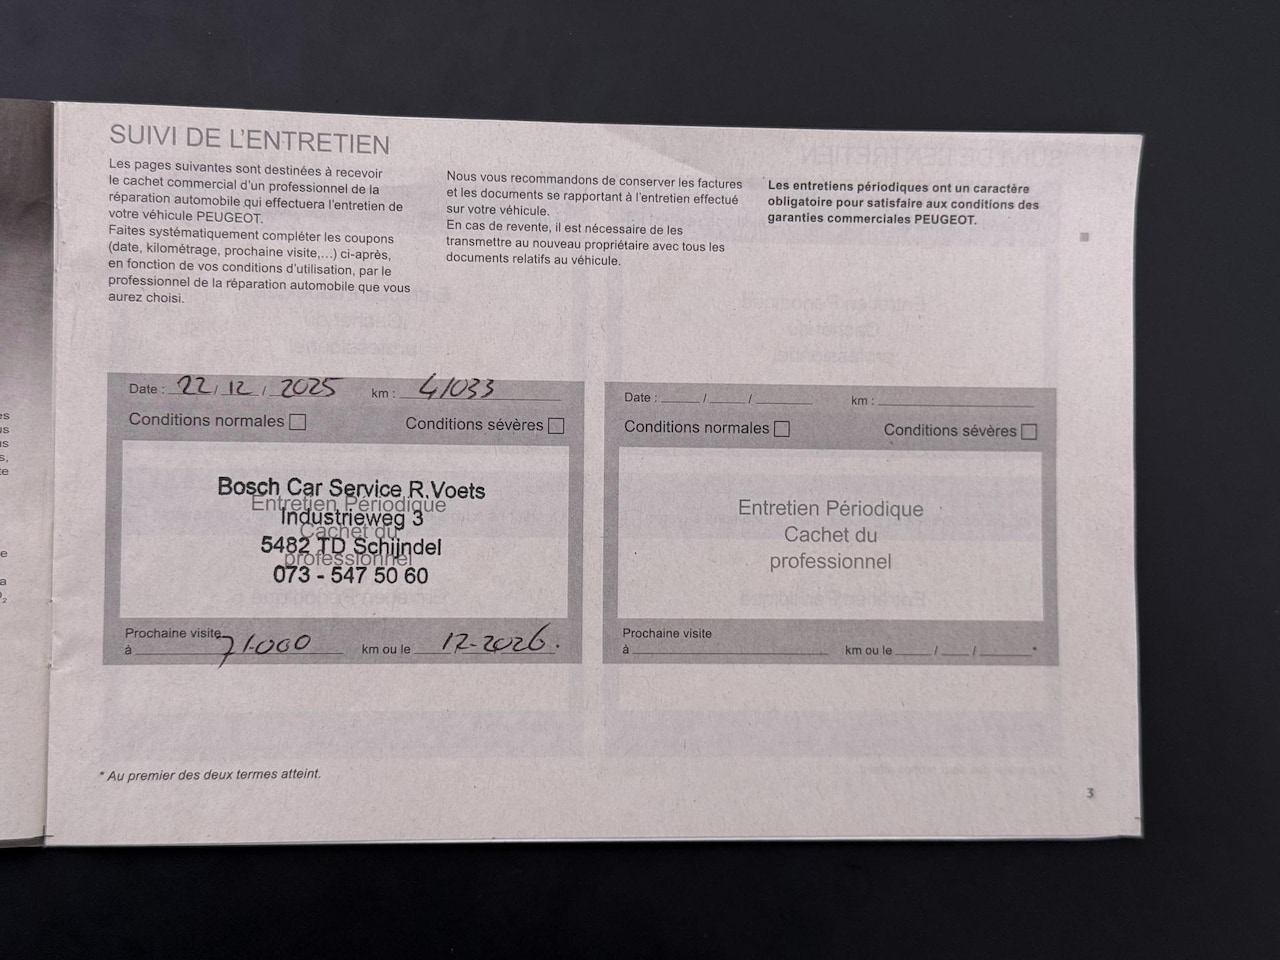 SUIVI DE L'ENTRETIEN
Les pages suivantes sont destinées à recevoir
le cachet commercial d'un professionnel de la
réparation automobile qui effectuera l'entretien de
votre véhicule PEUGEOT.
Faites systématiquement compléter les coupons
(date, kilométrage, prochaine visite,...) ci-après,
en fonction de vos conditions d'utilisation, par le
professionnel de la réparation automobile que vous
aurez choisi.
Nous vous recommandons de conserver les factures
et les documents se rapportant à l'entretien effectué
sur votre véhicule.
En cas de revente, il est nécessaire de les
transmettre au nouveau propriétaire avec tous les
documents relatifs au véhicule.
Les entretiens périodiques ont un caractère
obligatoire pour satisfaire aux conditions des
garanties commerciales PEUGEOT.
Date : 22 / 12 / 2025 km : 41033
Conditions normales Conditions sévères
Bosch Car Service R.Voets
Entretien Périodique
Industrieweg 3
Cachet du
5482 TD Schijndel
professionnel
073 - 547 50 60
Prochaine visite
à 71.000 km ou le 12-2026.
Date : / / km :
Conditions normales Conditions sévères
Entretien Périodique
Cachet du
professionnel
Prochaine visite
à km ou le / / *
* Au premier des deux termes atteint.
3